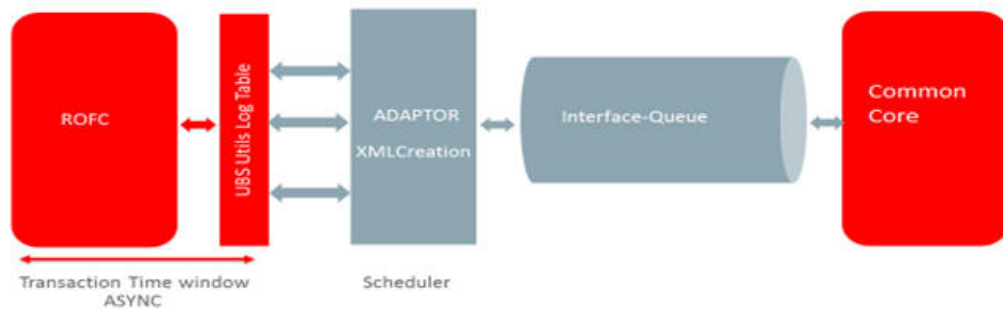 ROFC
UBS Utils Log Table
ADAPTOR
XMLCreation
Interface-Queue
Common
Core
Transaction Time window
ASYNC
Scheduler